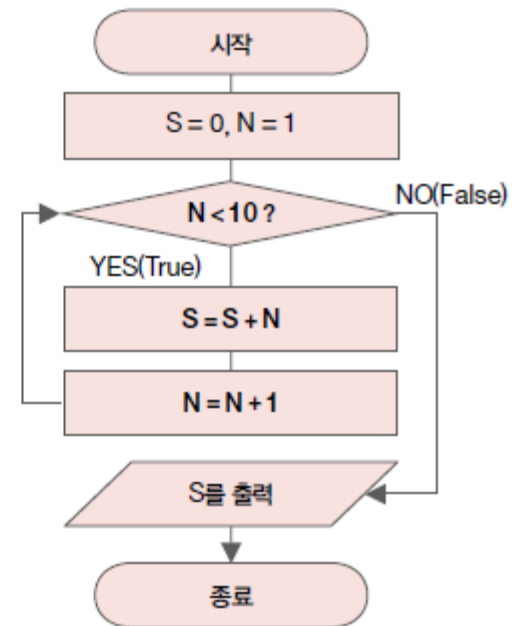 시작
S = 0, N = 1
N < 10 ?
NO(False)
YES(True)
S = S + N
N = N + 1
S를 출력
종료